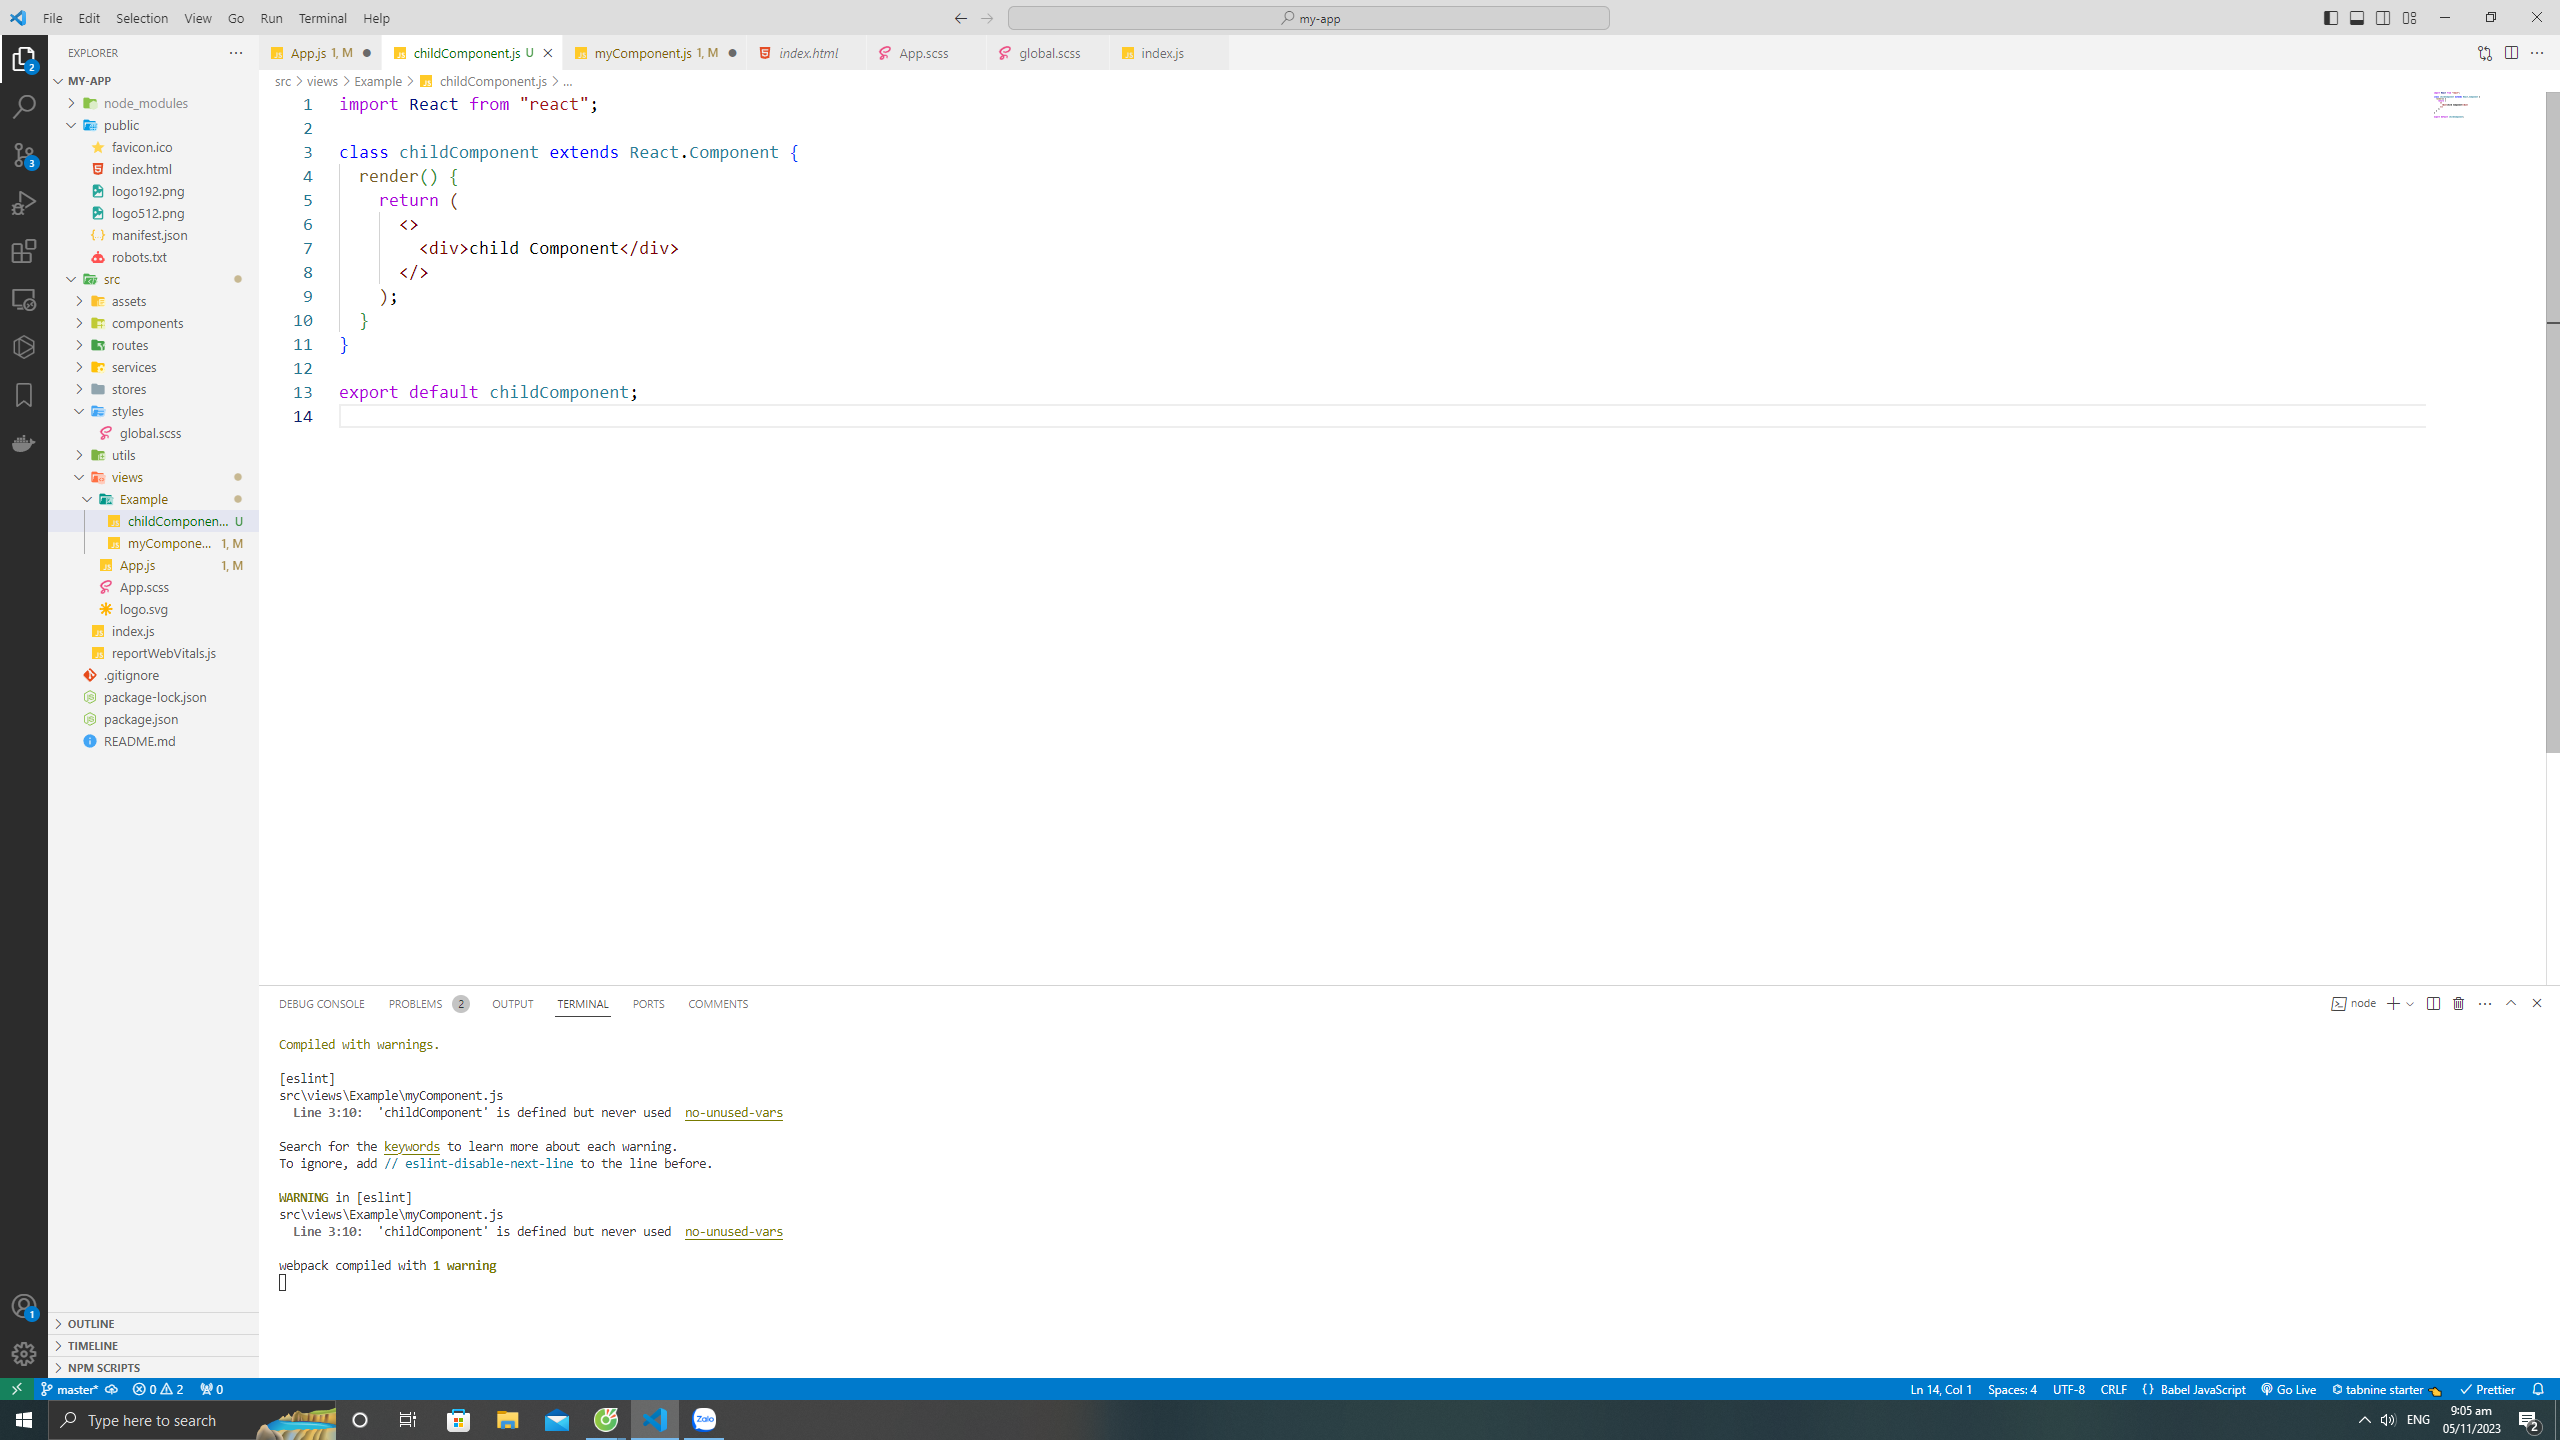 File Edit Selection View Go Run Terminal Help
my-app
EXPLORER
MY-APP
node_modules
public
favicon.ico
index.html
logo192.png
logo512.png
manifest.json
robots.txt
src
assets
components
routes
services
stores
styles
global.scss
utils
views
Example
childComponen... U
myCompone... 1, M
App.js 1, M
App.scss
logo.svg
index.js
reportWebVitals.js
.gitignore
package-lock.json
package.json
README.md
OUTLINE
TIMELINE
NPM SCRIPTS
2
3
1
App.js 1, M childComponent.js U myComponent.js 1, M index.html App.scss global.scss index.js
src > views > Example > childComponent.js > ...
1 import React from "react";
2
3 class childComponent extends React.Component {
4 render() {
5 return (
6 <>
7 <div>child Component</div>
8 </>
9 );
10 }
11 }
12
13 export default childComponent;
14
DEBUG CONSOLE PROBLEMS 2 OUTPUT TERMINAL PORTS COMMENTS
node
Compiled with warnings.
[eslint]
src\views\Example\myComponent.js
Line 3:10: 'childComponent' is defined but never used no-unused-vars
Search for the keywords to learn more about each warning.
To ignore, add // eslint-disable-next-line to the line before.
WARNING in [eslint]
src\views\Example\myComponent.js
Line 3:10: 'childComponent' is defined but never used no-unused-vars
webpack compiled with 1 warning
master* 0 2 0
Ln 14, Col 1 Spaces: 4 UTF-8 CRLF {} Babel JavaScript Go Live tabnine starter Prettier
Type here to search
Zalo
ENG
9:05 am
05/11/2023
2